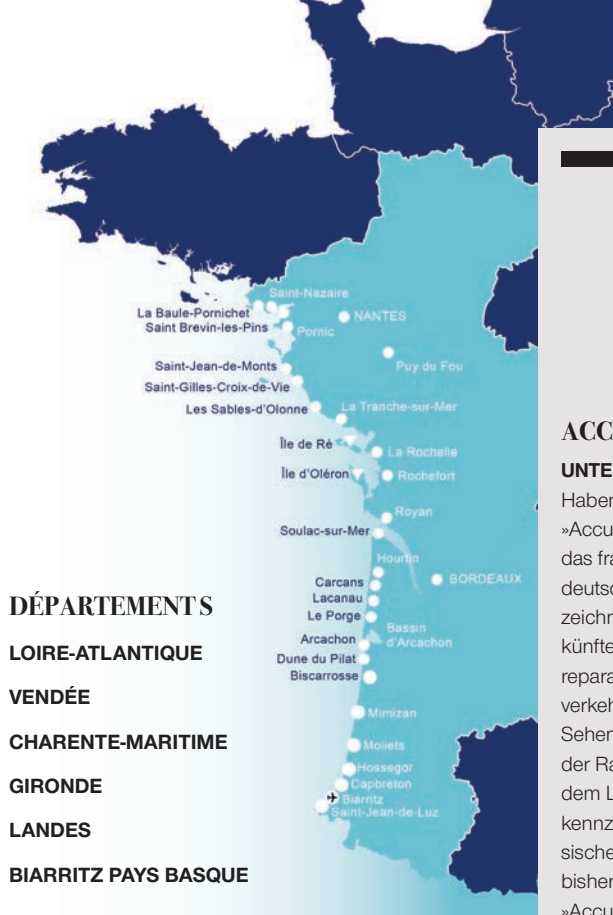 Saint-Nazaire
La Baule-Pornichet
Saint Brevin-les-Pins
NANTES
Pornic
Puy du Fou
Saint-Jean-de-Monts
Saint-Gilles-Croix-de-Vie
Les Sables-d'Olonne
La Tranche-sur-Mer
Île de Ré
La Rochelle
Île d'Oléron
Rochefort
Royan
Soulac-sur-Mer
Hourtin
Carcans
BORDEAUX
Lacanau
Le Porge
Bassin
d'Arcachon
Arcachon
Dune du Pilat
Biscarrosse
Mimizan
Moliets
Hossegor
Capbreton
Biarritz
Saint-Jean-de-Luz
DÉPARTEMENTS
LOIRE-ATLANTIQUE
VENDÉE
CHARENTE-MARITIME
GIRONDE
LANDES
BIARRITZ PAYS BASQUE
ACC
UNTE
Haben
»Accu
das fra
deutsc
zeichn
künfte
repara
verkeh
Sehen
der Ra
dem L
kennz
sische
bisher
»Accu